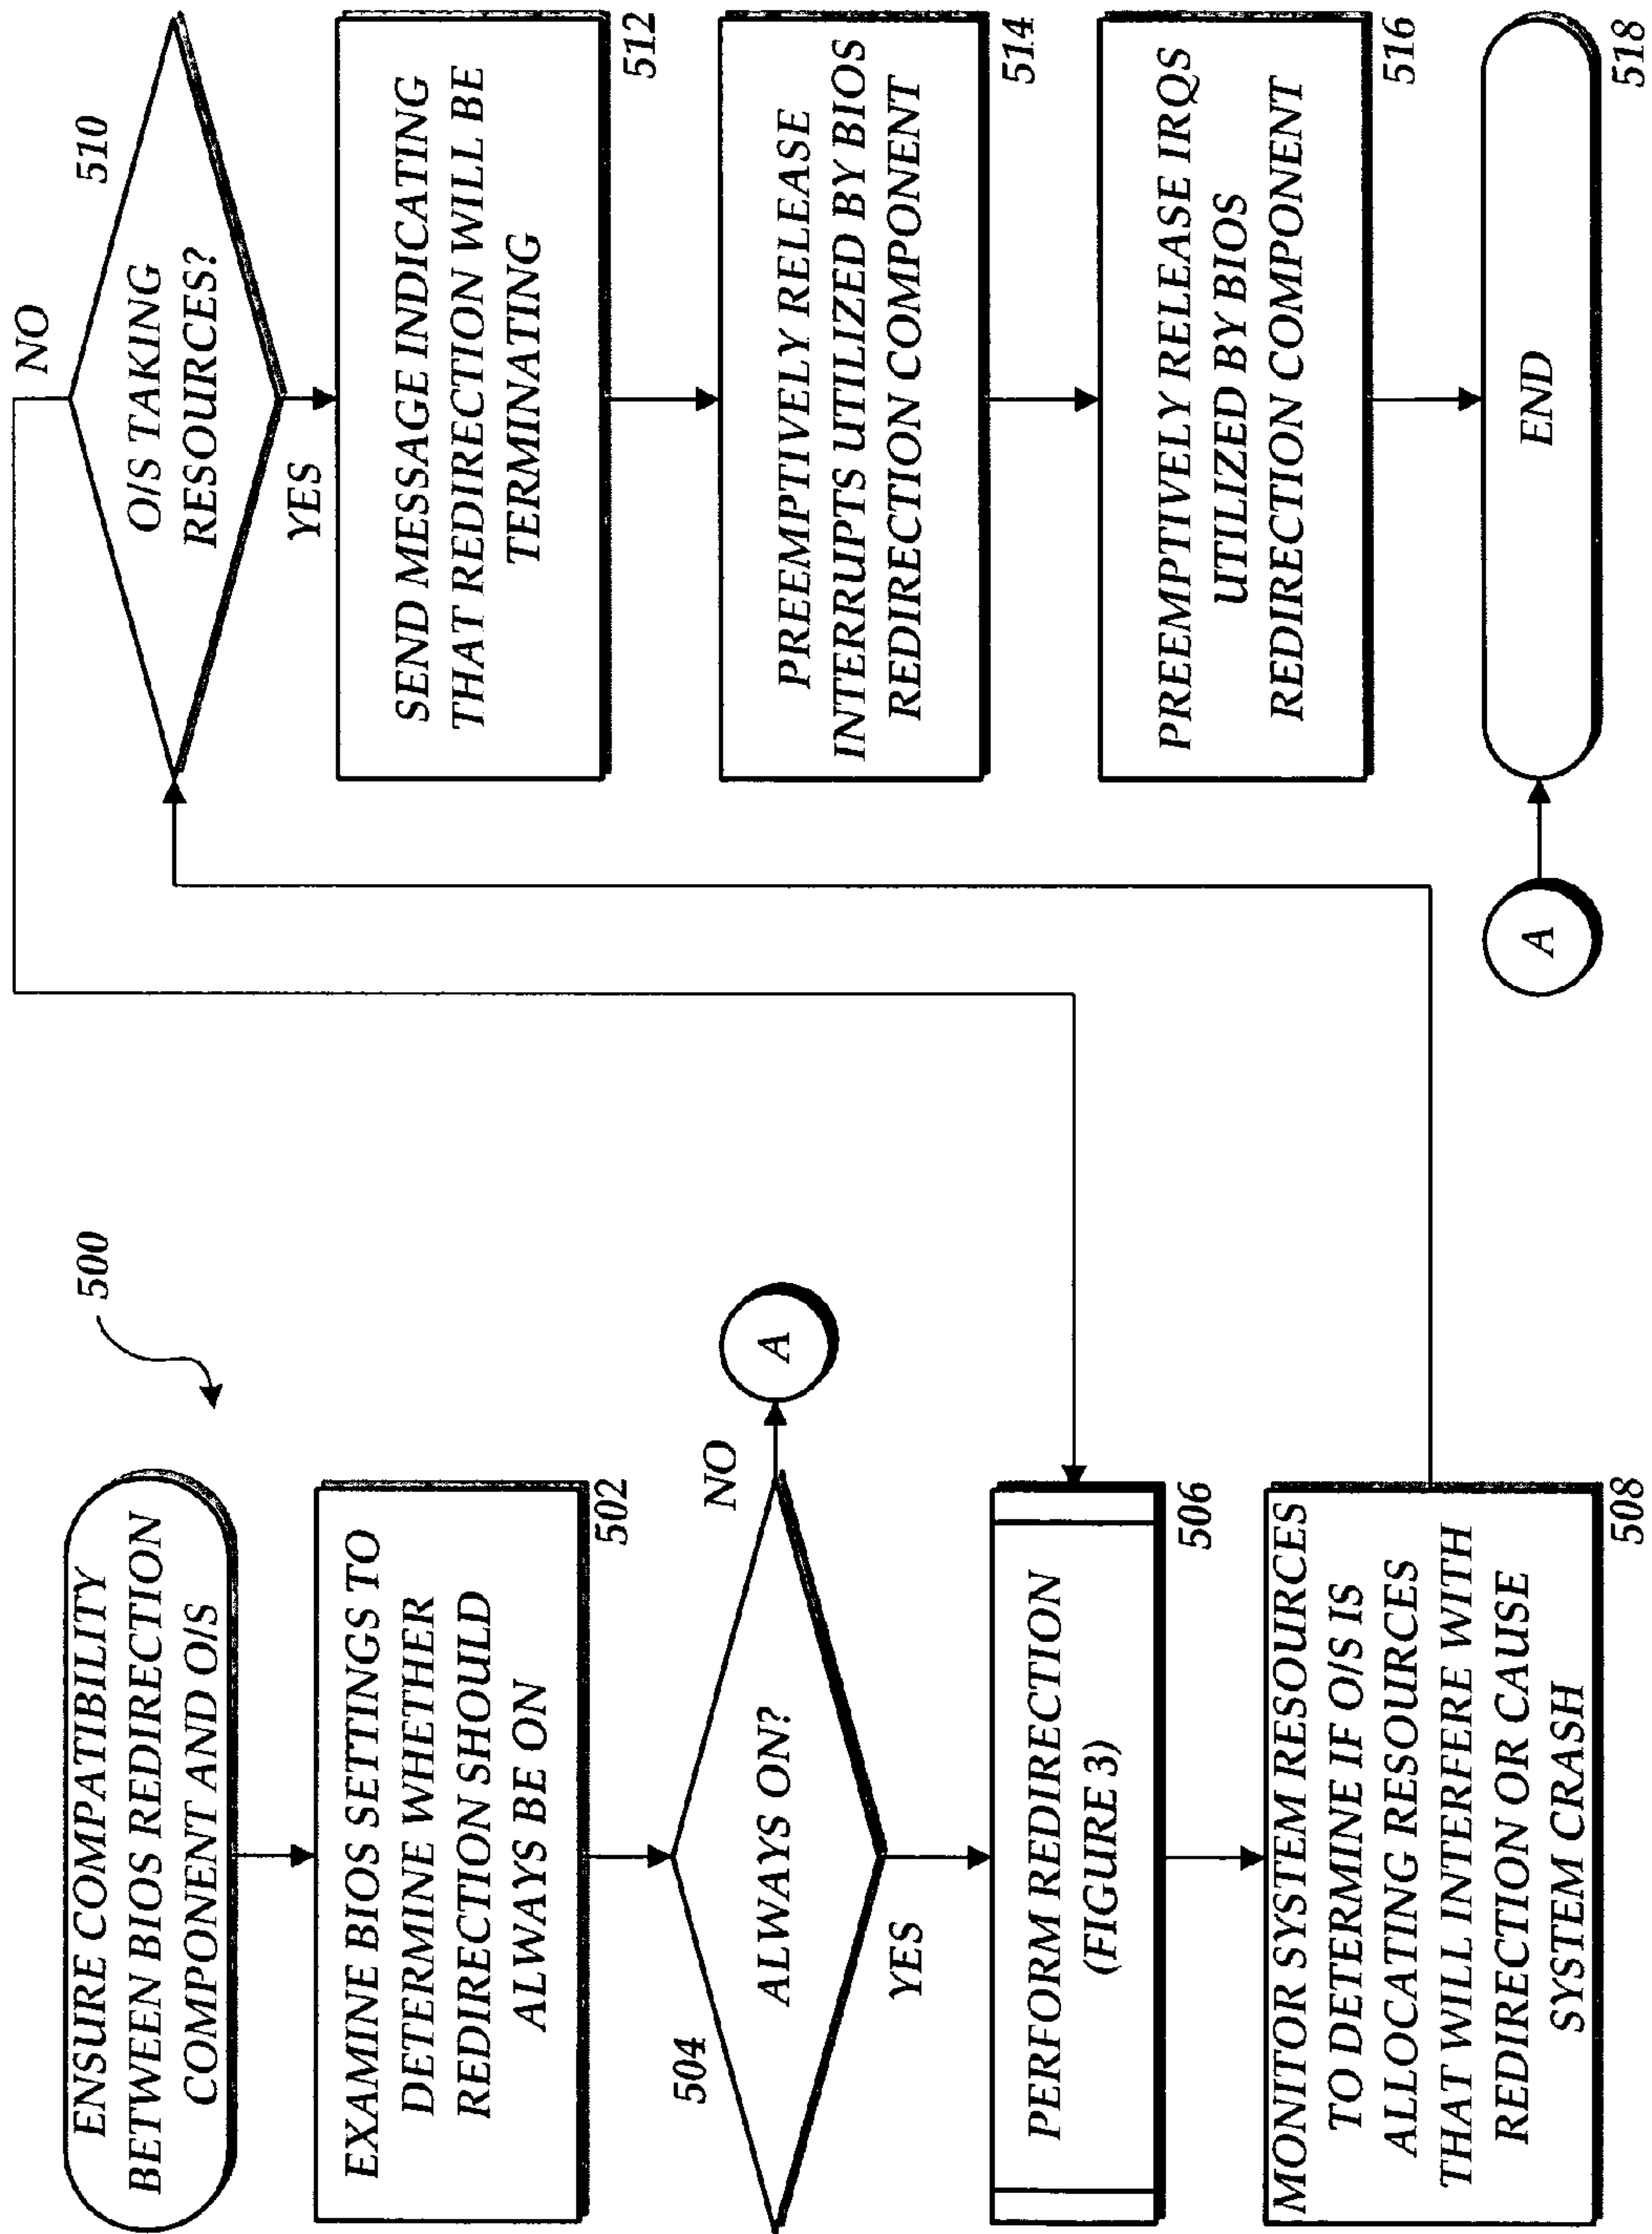 500
ENSURE COMPATIBILITY
BETWEEN BIOS REDIRECTION
COMPONENT AND O/S
EXAMINE BIOS SETTINGS TO
DETERMINE WHETHER
REDIRECTION SHOULD
ALWAYS BE ON
502
504
ALWAYS ON?
NO
A
YES
PERFORM REDIRECTION
(FIGURE 3)
506
MONITOR SYSTEM RESOURCES
TO DETERMINE IF O/S IS
ALLOCATING RESOURCES
THAT WILL INTERFERE WITH
REDIRECTION OR CAUSE
SYSTEM CRASH
508
NO
510
O/S TAKING
RESOURCES?
YES
SEND MESSAGE INDICATING
THAT REDIRECTION WILL BE
TERMINATING
512
PREEMPTIVELY RELEASE
INTERRUPTS UTILIZED BY BIOS
REDIRECTION COMPONENT
514
PREEMPTIVELY RELEASE IRQS
UTILIZED BY BIOS
REDIRECTION COMPONENT
516
A
END
518